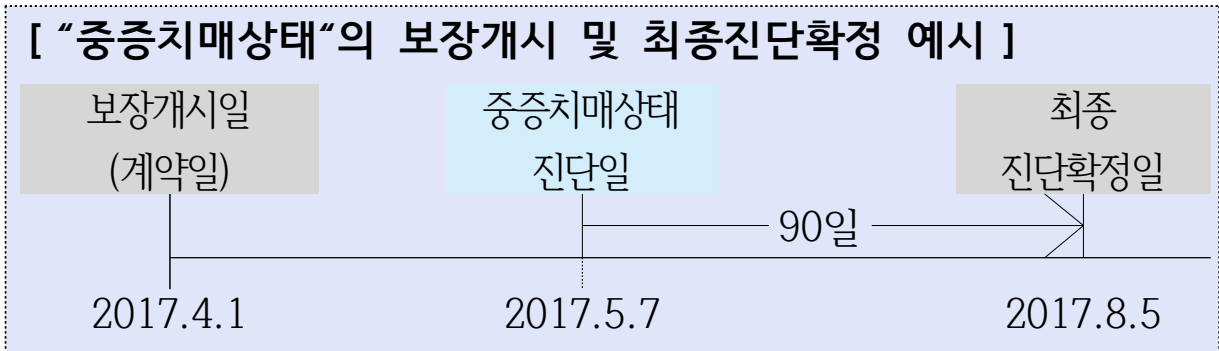 [ “중증치매상태“의 보장개시 및 최종진단확정 예시 ]
보장개시일
(계약일)
중증치매상태
진단일
최종
진단확정일
90일
2017.4.1
2017.5.7
2017.8.5